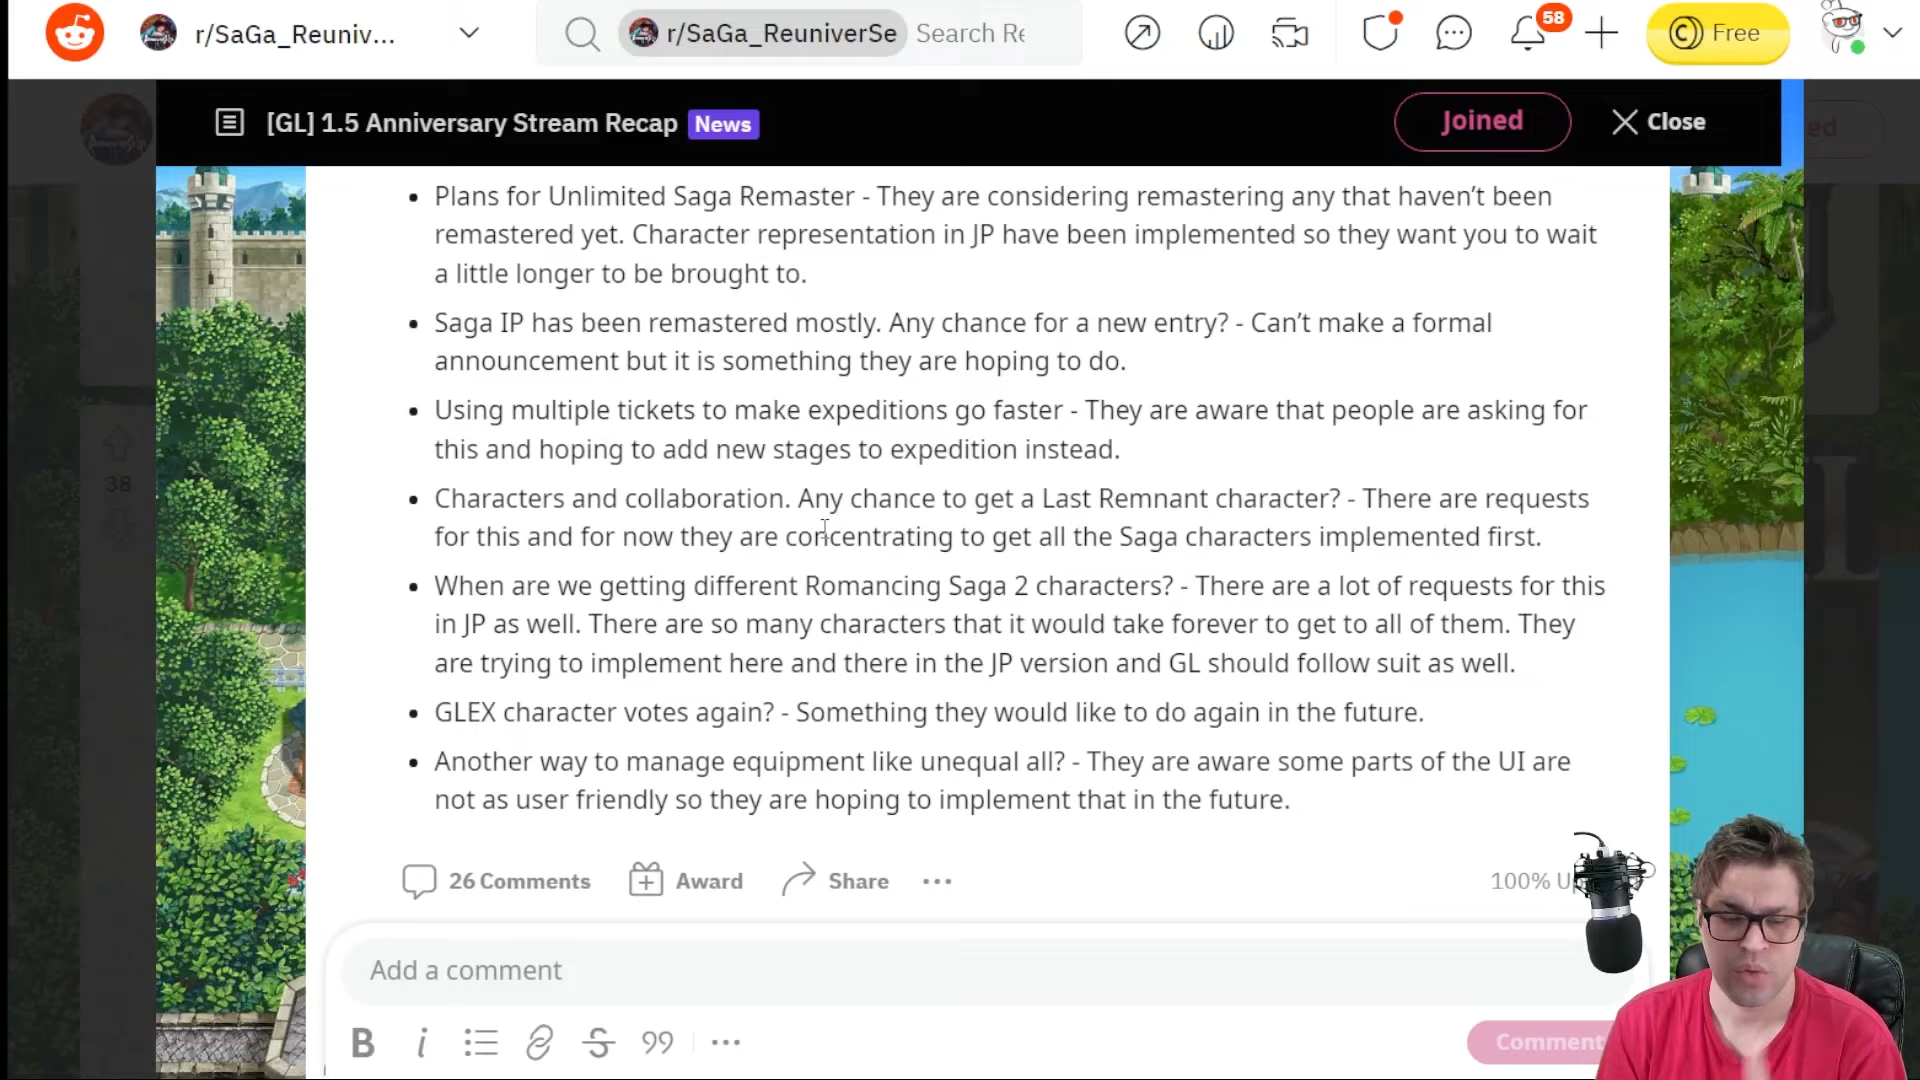 r/SaGa_Reuniv...
r/SaGa_ReuniverSe Search Re
58
Free
[GL] 1.5 Anniversary Stream Recap News
Joined
Close
Plans for Unlimited Saga Remaster - They are considering remastering any that haven’t been
remastered yet. Character representation in JP have been implemented so they want you to wait
a little longer to be brought to.
Saga IP has been remastered mostly. Any chance for a new entry? - Can’t make a formal
announcement but it is something they are hoping to do.
Using multiple tickets to make expeditions go faster - They are aware that people are asking for
this and hoping to add new stages to expedition instead.
38
Characters and collaboration. Any chance to get a Last Remnant character? - There are requests
for this and for now they are concentrating to get all the Saga characters implemented first.
When are we getting different Romancing Saga 2 characters? - There are a lot of requests for this
in JP as well. There are so many characters that it would take forever to get to all of them. They
are trying to implement here and there in the JP version and GL should follow suit as well.
GLEX character votes again? - Something they would like to do again in the future.
Another way to manage equipment like unequal all? - They are aware some parts of the UI are
not as user friendly so they are hoping to implement that in the future.
26 Comments
Award
Share
100% U
Add a comment
B i 99
Comment